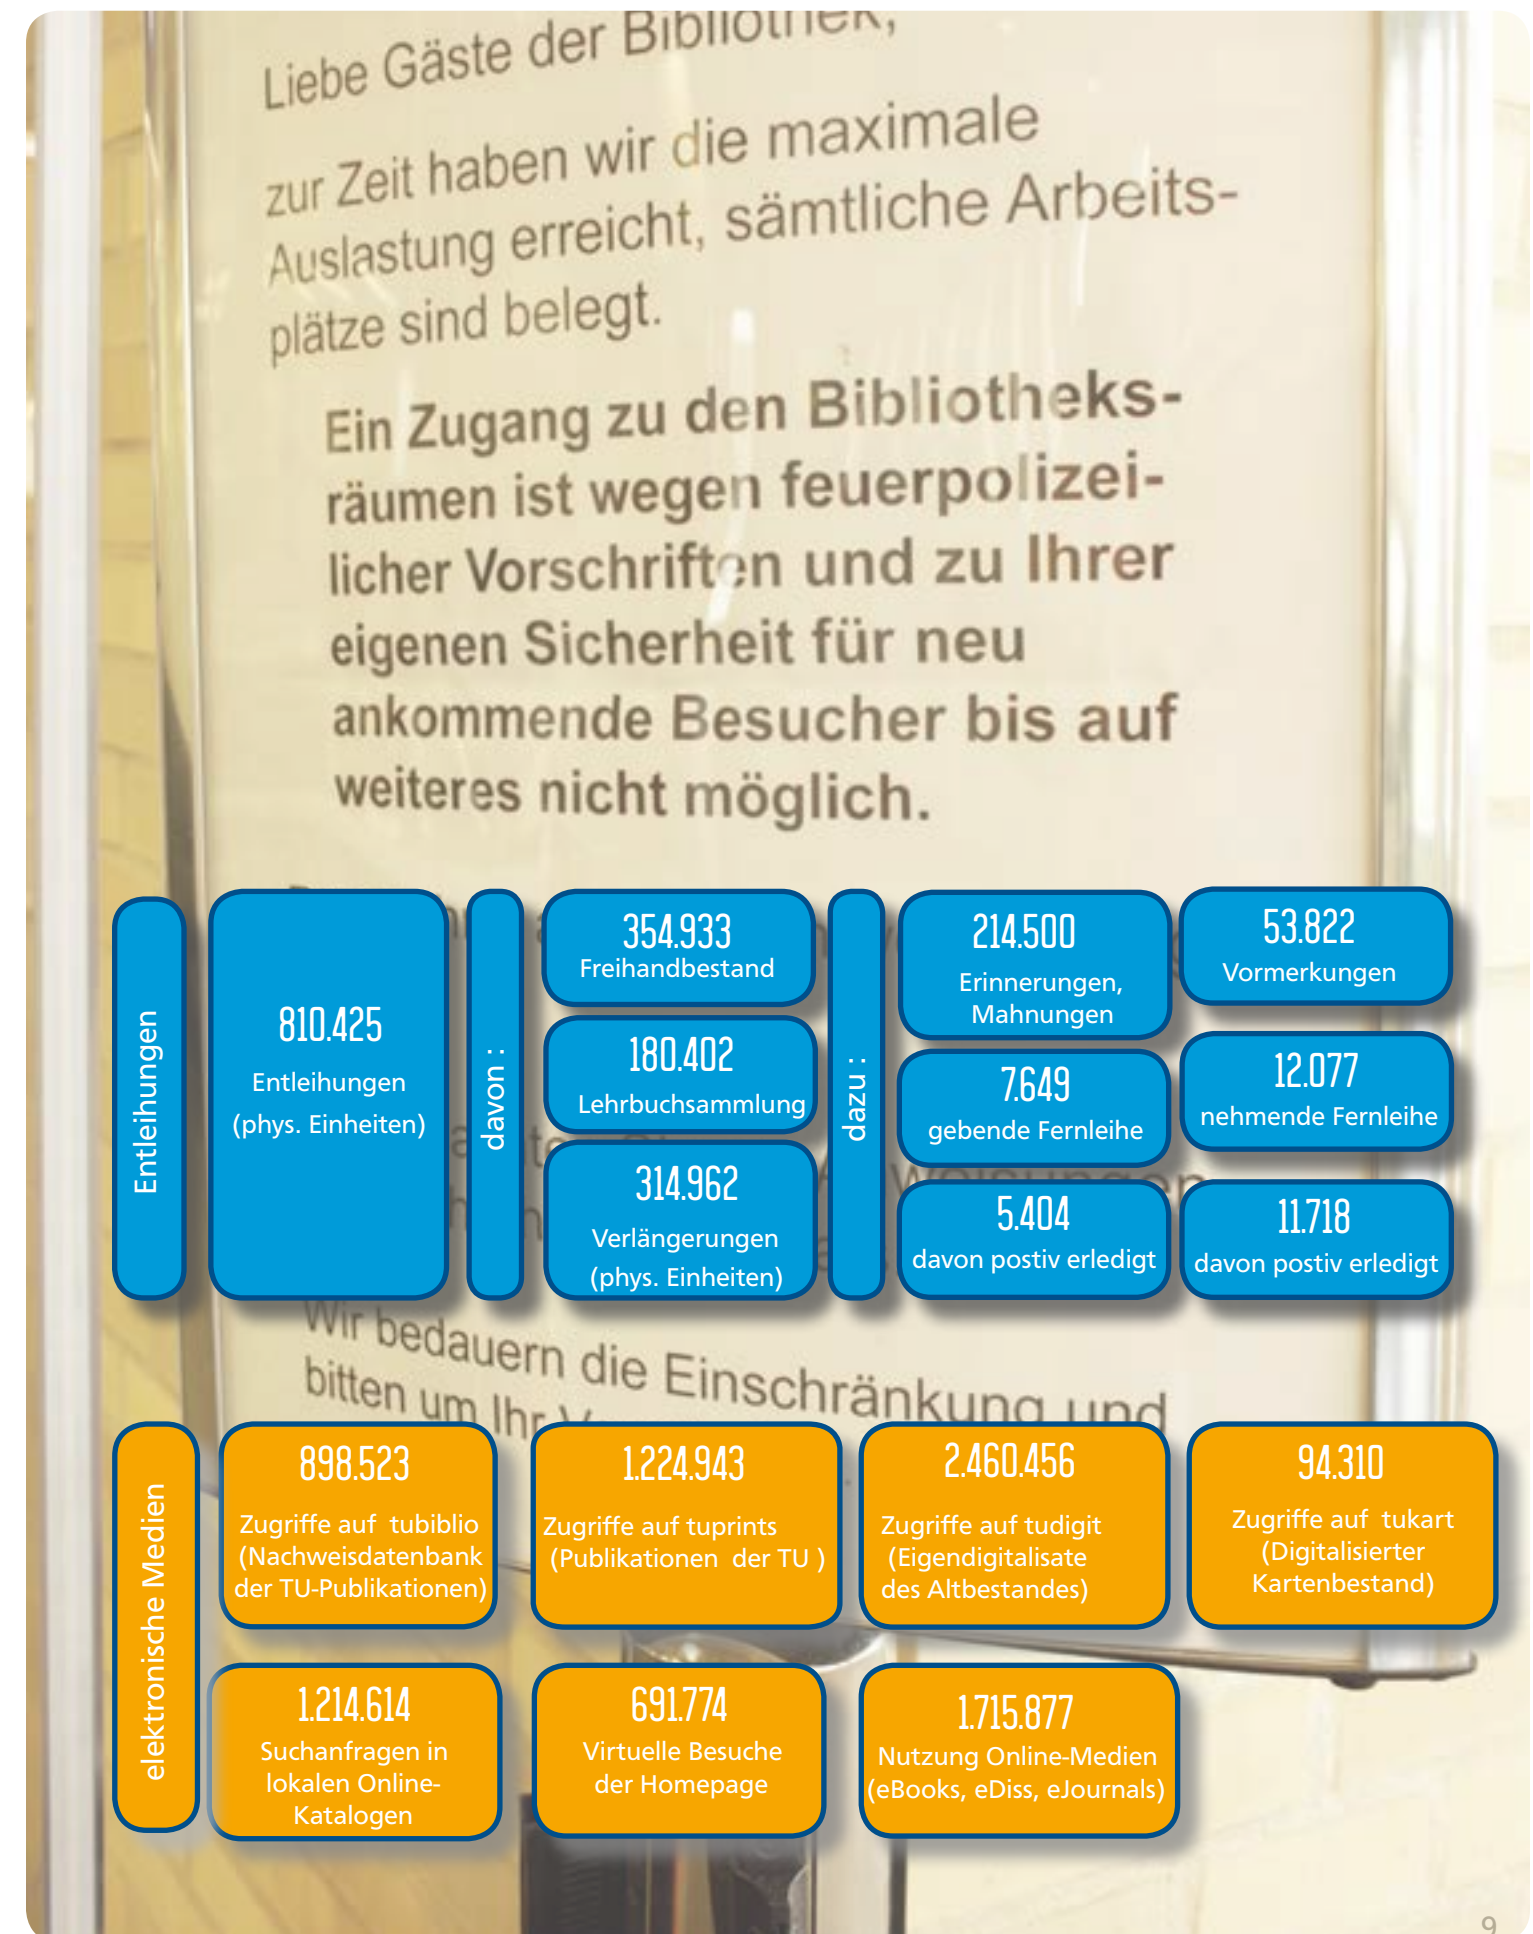 Liebe Gäste der Bibliothek,
zur Zeit haben wir die maximale
Auslastung erreicht, sämtliche Arbeits-
plätze sind belegt.
Ein Zugang zu den Bibliotheks-
räumen ist wegen feuerpolizei-
licher Vorschriften und zu Ihrer
eigenen Sicherheit für neu
ankommende Besucher bis auf
weiteres nicht möglich.
Entleihungen
810.425
Entleihungen
(phys. Einheiten)
davon :
354.933
Freihandbestand
180.402
Lehrbuchsammlung
314.962
Verlängerungen
(phys. Einheiten)
dazu :
214.500
Erinnerungen,
Mahnungen
53.822
Vormerkungen
7.649
gebende Fernleihe
12.077
nehmende Fernleihe
5.404
davon postiv erledigt
11.718
davon postiv erledigt
Weisungen
Wir bedauern die Einschränkung und
bitten um Ihr
elektronische Medien
898.523
Zugriffe auf tubiblio
(Nachweisdatenbank
der TU-Publikationen)
1.224.943
Zugriffe auf tuprints
(Publikationen der TU )
2.460.456
Zugriffe auf tudigit
(Eigendigitalisate
des Altbestandes)
94.310
Zugriffe auf tukart
(Digitalisierter
Kartenbestand)
1.214.614
Suchanfragen in
lokalen Online-
Katalogen
691.774
Virtuelle Besuche
der Homepage
1.715.877
Nutzung Online-Medien
(eBooks, eDiss, eJournals)
9